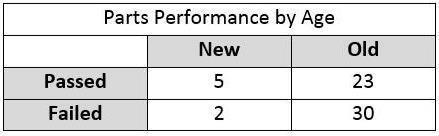 Parts Performance by Age
New Old
Passed 5 23
Failed 2 30